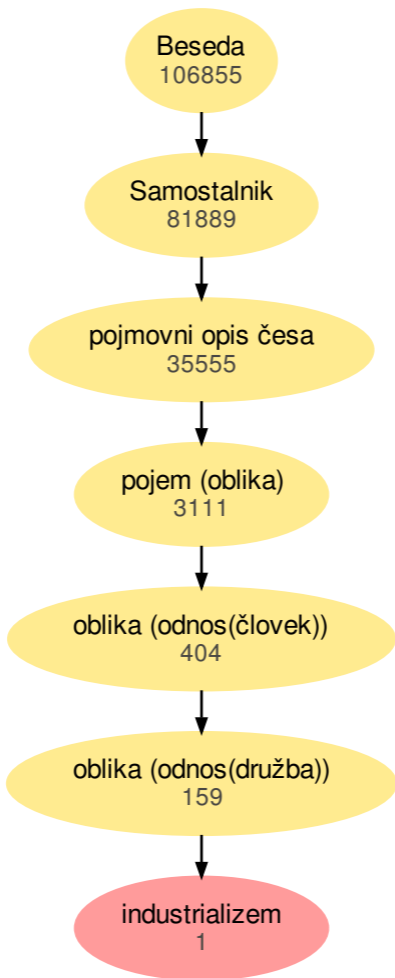 Beseda
106855
Samostalnik
81889
pojmovni opis česa
35555
pojem (oblika)
3111
oblika (odnos(človek))
404
oblika (odnos(družba))
159
industrializem
1